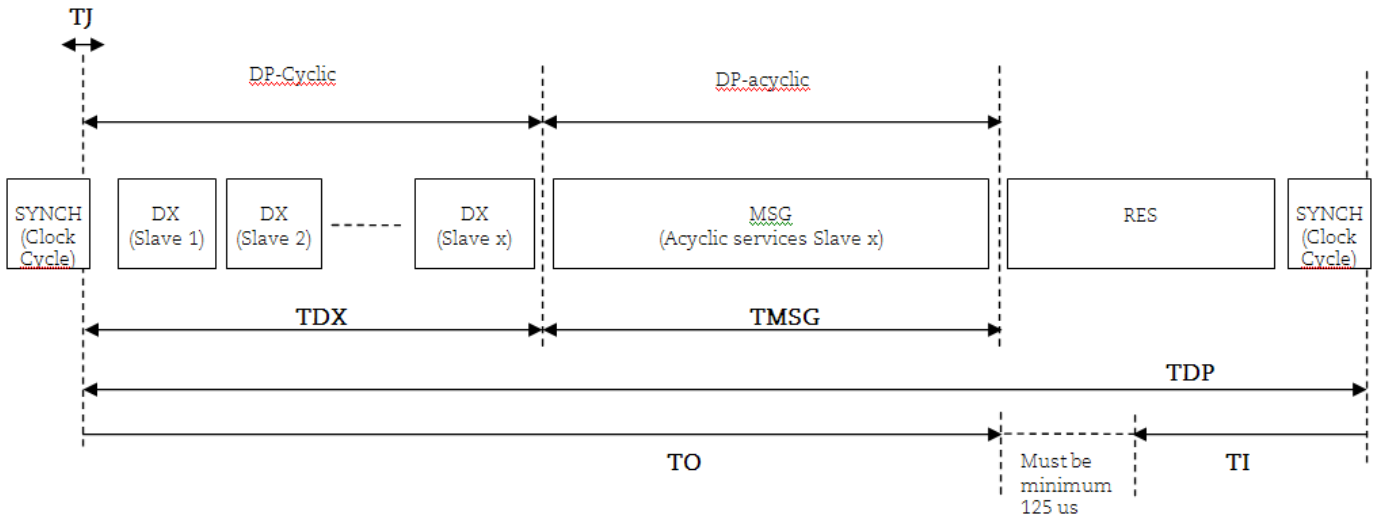 TJ
DP-Cyclic
DP-acyclic
SYNCH
(Clock
Cycle)
DX
(Slave 1)
DX
(Slave 2)
DX
(Slave x)
MSG
(Acyclic services Slave x)
RES
SYNCH
(Clock
Cycle)
TDX
TMSG
TDP
TO
Must be
minimum
125 us
TI